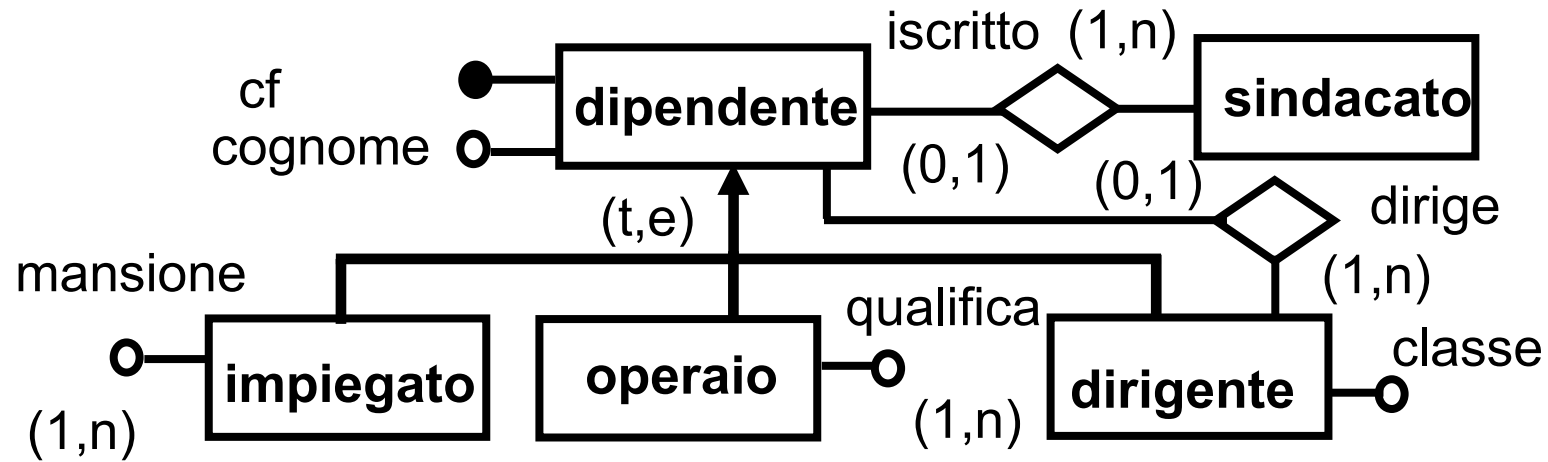 iscritto (1,n)
cf
dipendente
sindacato
cognome
(0,1)
(0,1)
(t,e)
dirige
mansione
(1,n)
qualifica
classe
impiegato
operaio
dirigente
(1,n)
(1,n)